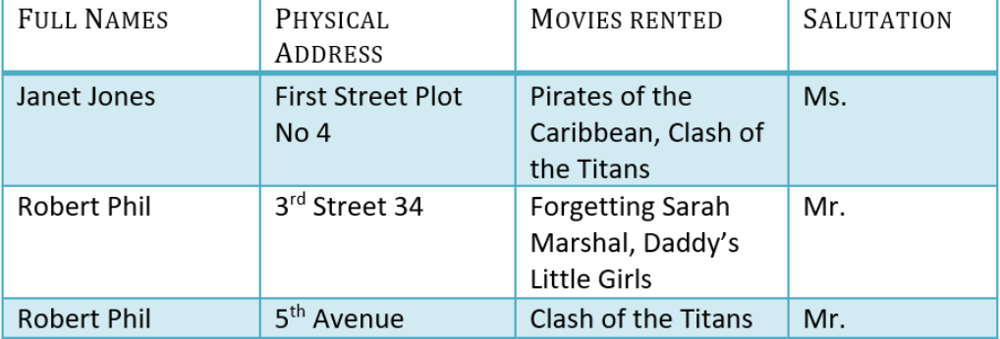 FULL NAMES
PHYSICAL
ADDRESS
MOVIES RENTED
SALUTATION
Janet Jones
First Street Plot
No 4
Pirates of the
Caribbean, Clash of
the Titans
Ms.
Robert Phil
3rd Street 34
Forgetting Sarah
Marshal, Daddy’s
Little Girls
Mr.
Robert Phil
5th Avenue
Clash of the Titans
Mr.